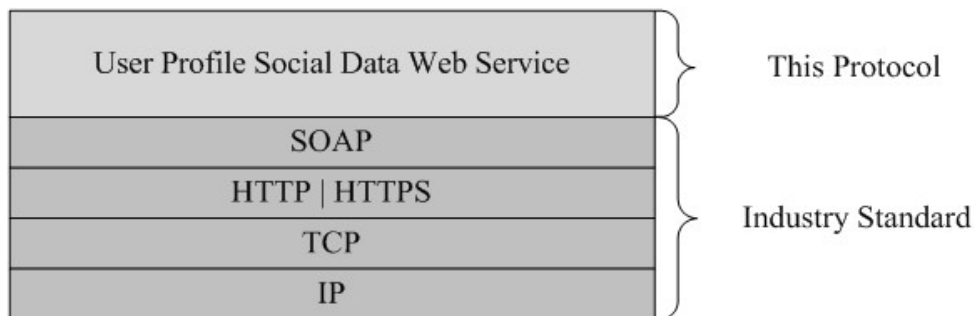 User Profile Social Data Web Service
This Protocol
SOAP
HTTP | HTTPS
TCP
IP
Industry Standard